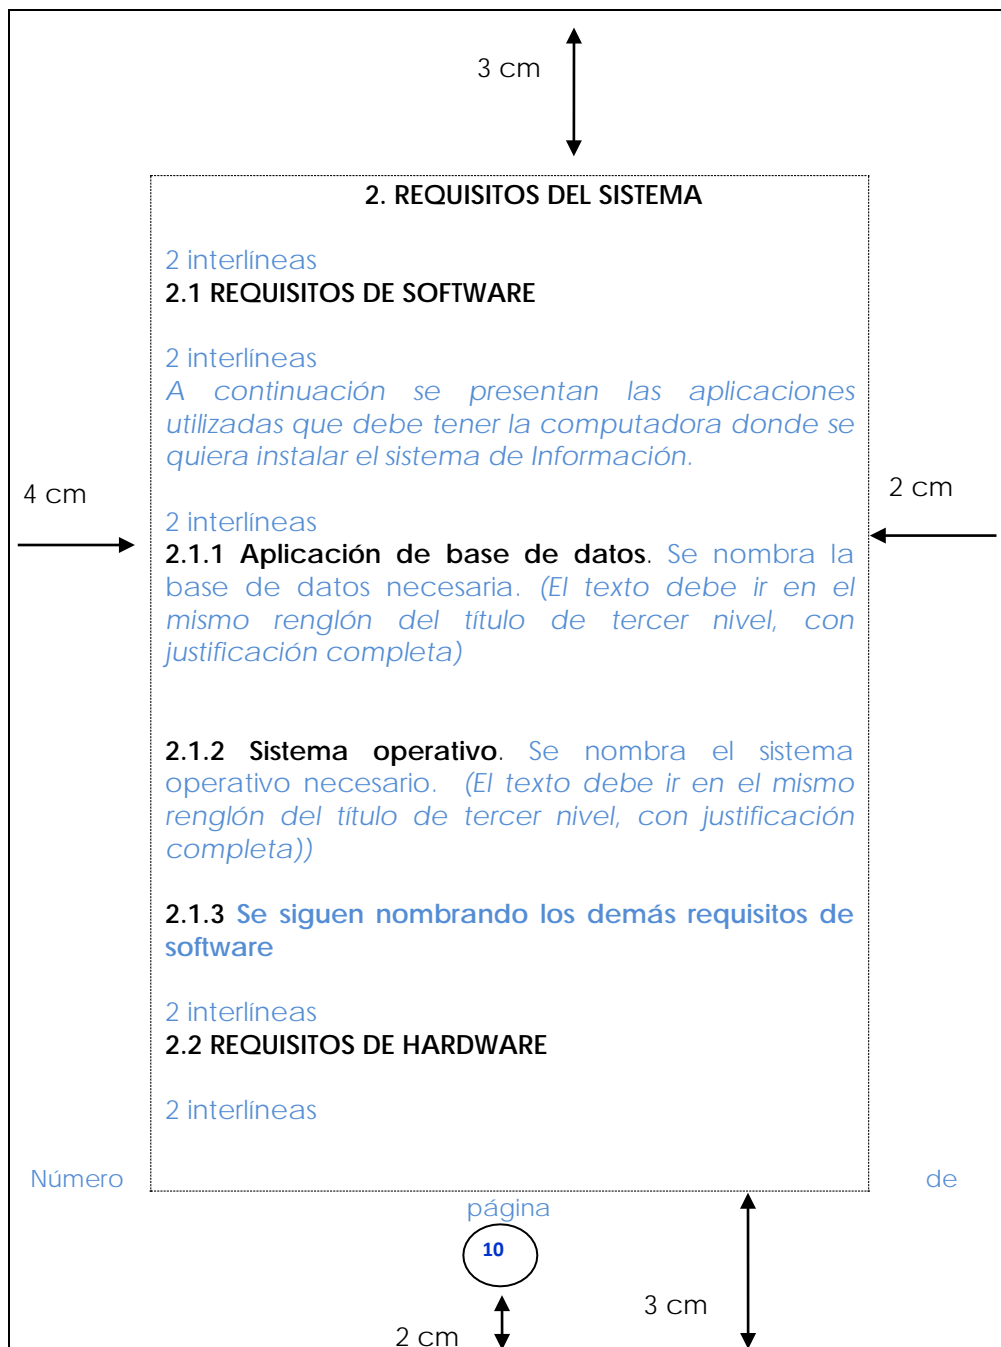 3 cm
2. REQUISITOS DEL SISTEMA
2 interlíneas
2.1 REQUISITOS DE SOFTWARE
2 interlíneas
A continuación se presentan las aplicaciones
utilizadas que debe tener la computadora donde se
quiera instalar el sistema de Información.
4 cm
2 cm
2 interlíneas
2.1.1 Aplicación de base de datos. Se nombra la
base de datos necesaria. (El texto debe ir en el
mismo renglón del título de tercer nivel, con
justificación completa)
2.1.2 Sistema operativo. Se nombra el sistema
operativo necesario. (El texto debe ir en el mismo
renglón del título de tercer nivel, con justificación
completa))
2.1.3 Se siguen nombrando los demás requisitos de
software
2 interlíneas
2.2 REQUISITOS DE HARDWARE
2 interlíneas
Número de
página
10
3 cm
2 cm